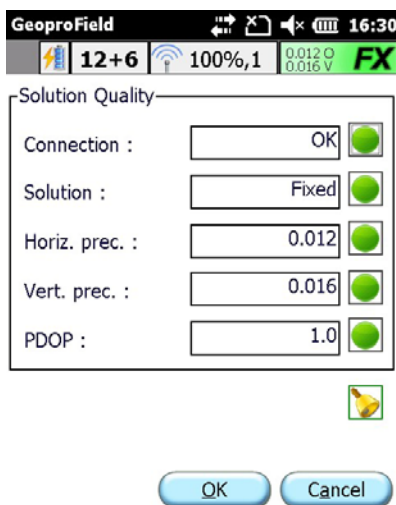 GeoproField 16:30
12+6 100%,1 0.012 O FX
0.016 V
Solution Quality
Connection : OK
Solution : Fixed
Horiz. prec. : 0.012
Vert. prec. : 0.016
PDOP : 1.0
OK Cancel